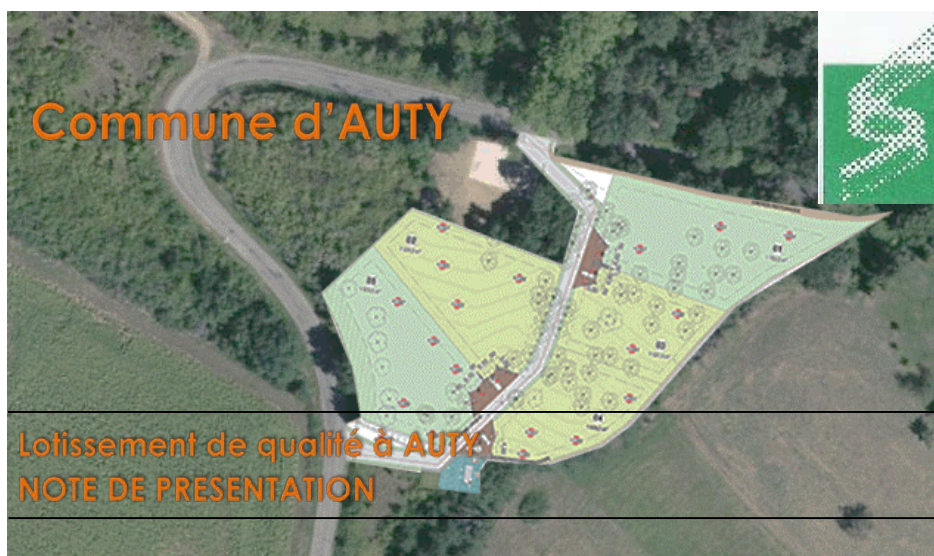 Commune d'AUTY
Lotissement de qualité à AUTY
NOTE DE PRESENTATION